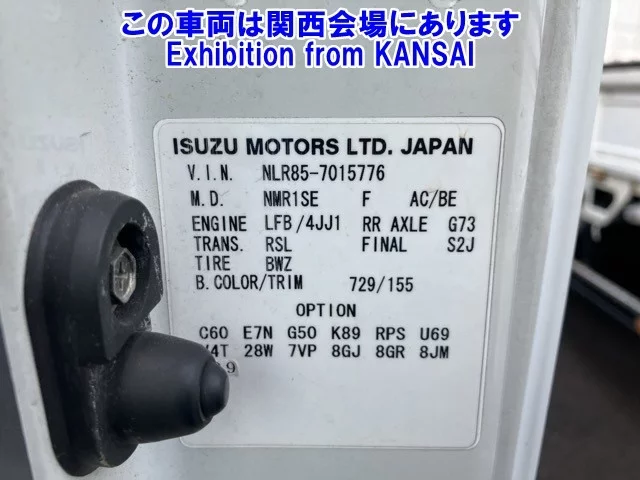 この車両は関西会場にあります
Exhibition from KANSAI
ISUZU MOTORS LTD. JAPAN
V.I.N. NLR85-7015776
M.D. NMR1SE F AC/BE
ENGINE LFB/4JJ1 RR AXLE G73
TRANS. RSL FINAL S2J
TIRE BWZ
B.COLOR/TRIM 729/155
OPTION
C60 E7N G50 K89 RPS U69
28W 7VP 8GJ 8GR 8JM